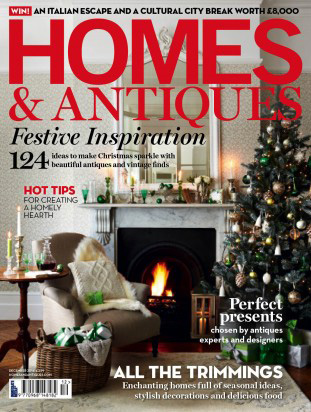 WIN! AN ITALIAN ESCAPE AND A CULTURAL CITY BREAK WORTH £8,000
HOMES
& ANTIQUES
Festive Inspiration
124 ideas to make Christmas sparkle with
beautiful antiques and vintage finds
HOT TIPS
FOR CREATING
A HOMELY
HEARTH
Perfect
presents
chosen by antiques
experts and designers
ALL THE TRIMMINGS
Enchanting homes full of seasonal ideas,
stylish decorations and delicious food